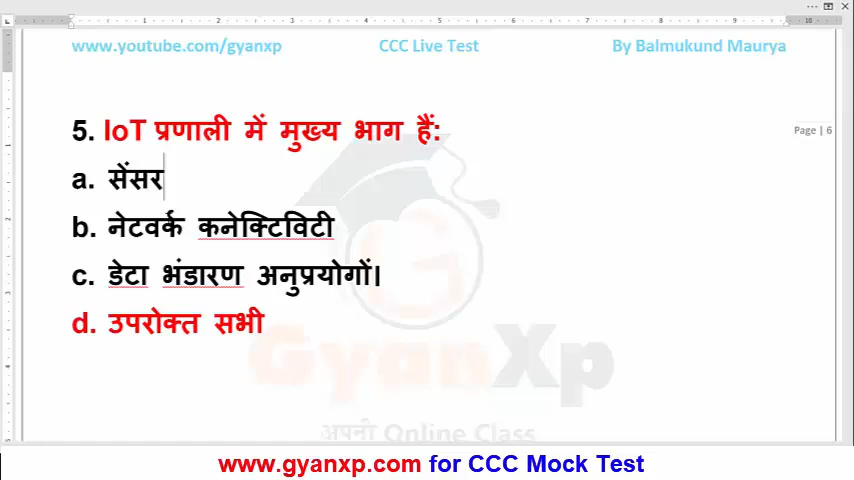 www.youtube.com/gyanxp CCC Live Test By Balmukund Maurya
Page | 6
5. IoT प्रणाली में मुख्य भाग हैं:
a. सेंसर
b. नेटवर्क कनेक्टिविटी
c. डेटा भंडारण अनुप्रयोगों।
d. उपरोक्त सभी
GyanXp
अपनी Online Class
www.gyanxp.com for CCC Mock Test